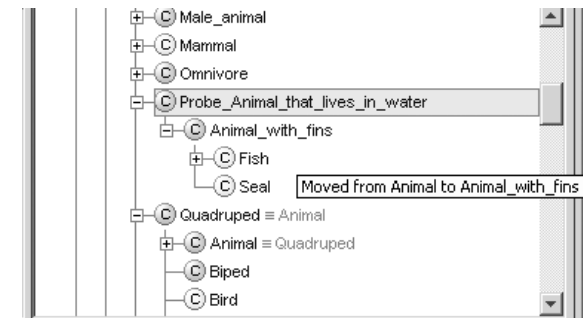 C Male_animal
C Mammal
C Omnivore
C Probe_Animal_that_lives_in_water
C Animal_with_fins
C Fish
C Seal Moved from Animal to Animal_with_fins
C Quadruped ≡ Animal
C Animal ≡ Quadruped
C Biped
C Bird